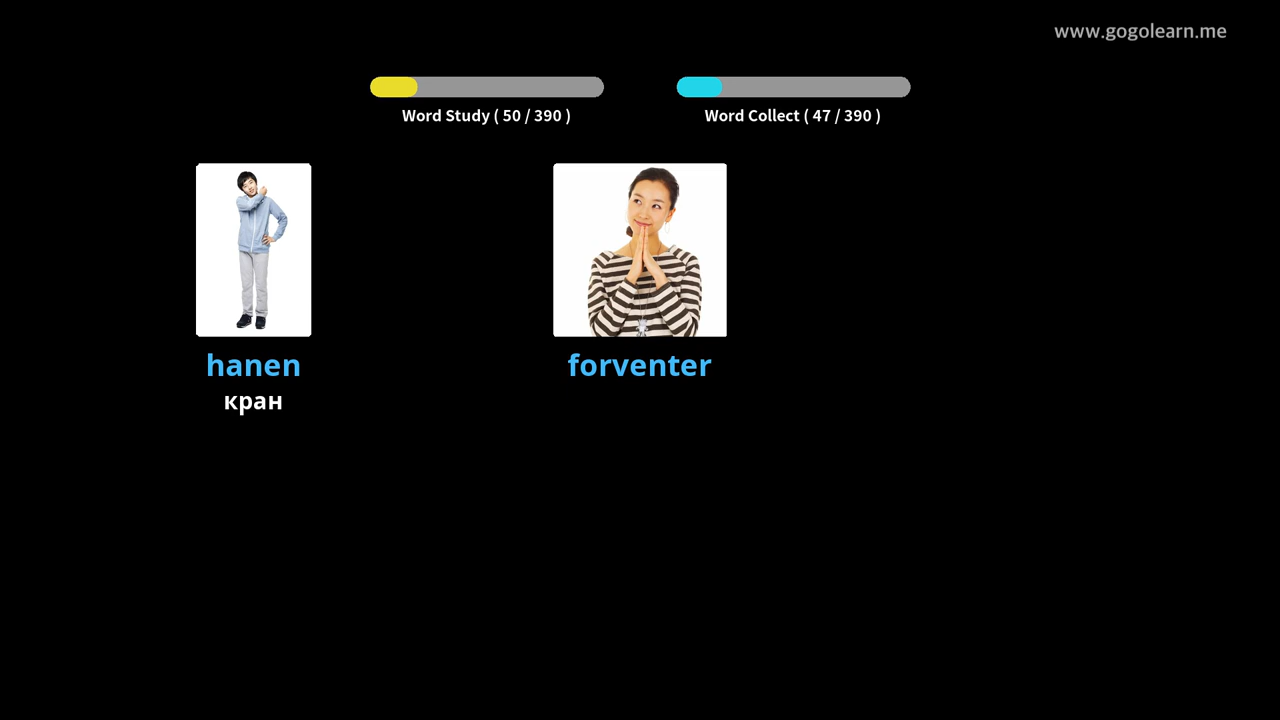 www.gogolearn.me
Word Study ( 50 / 390 )
Word Collect ( 47 / 390 )
hanen
forventer
кран